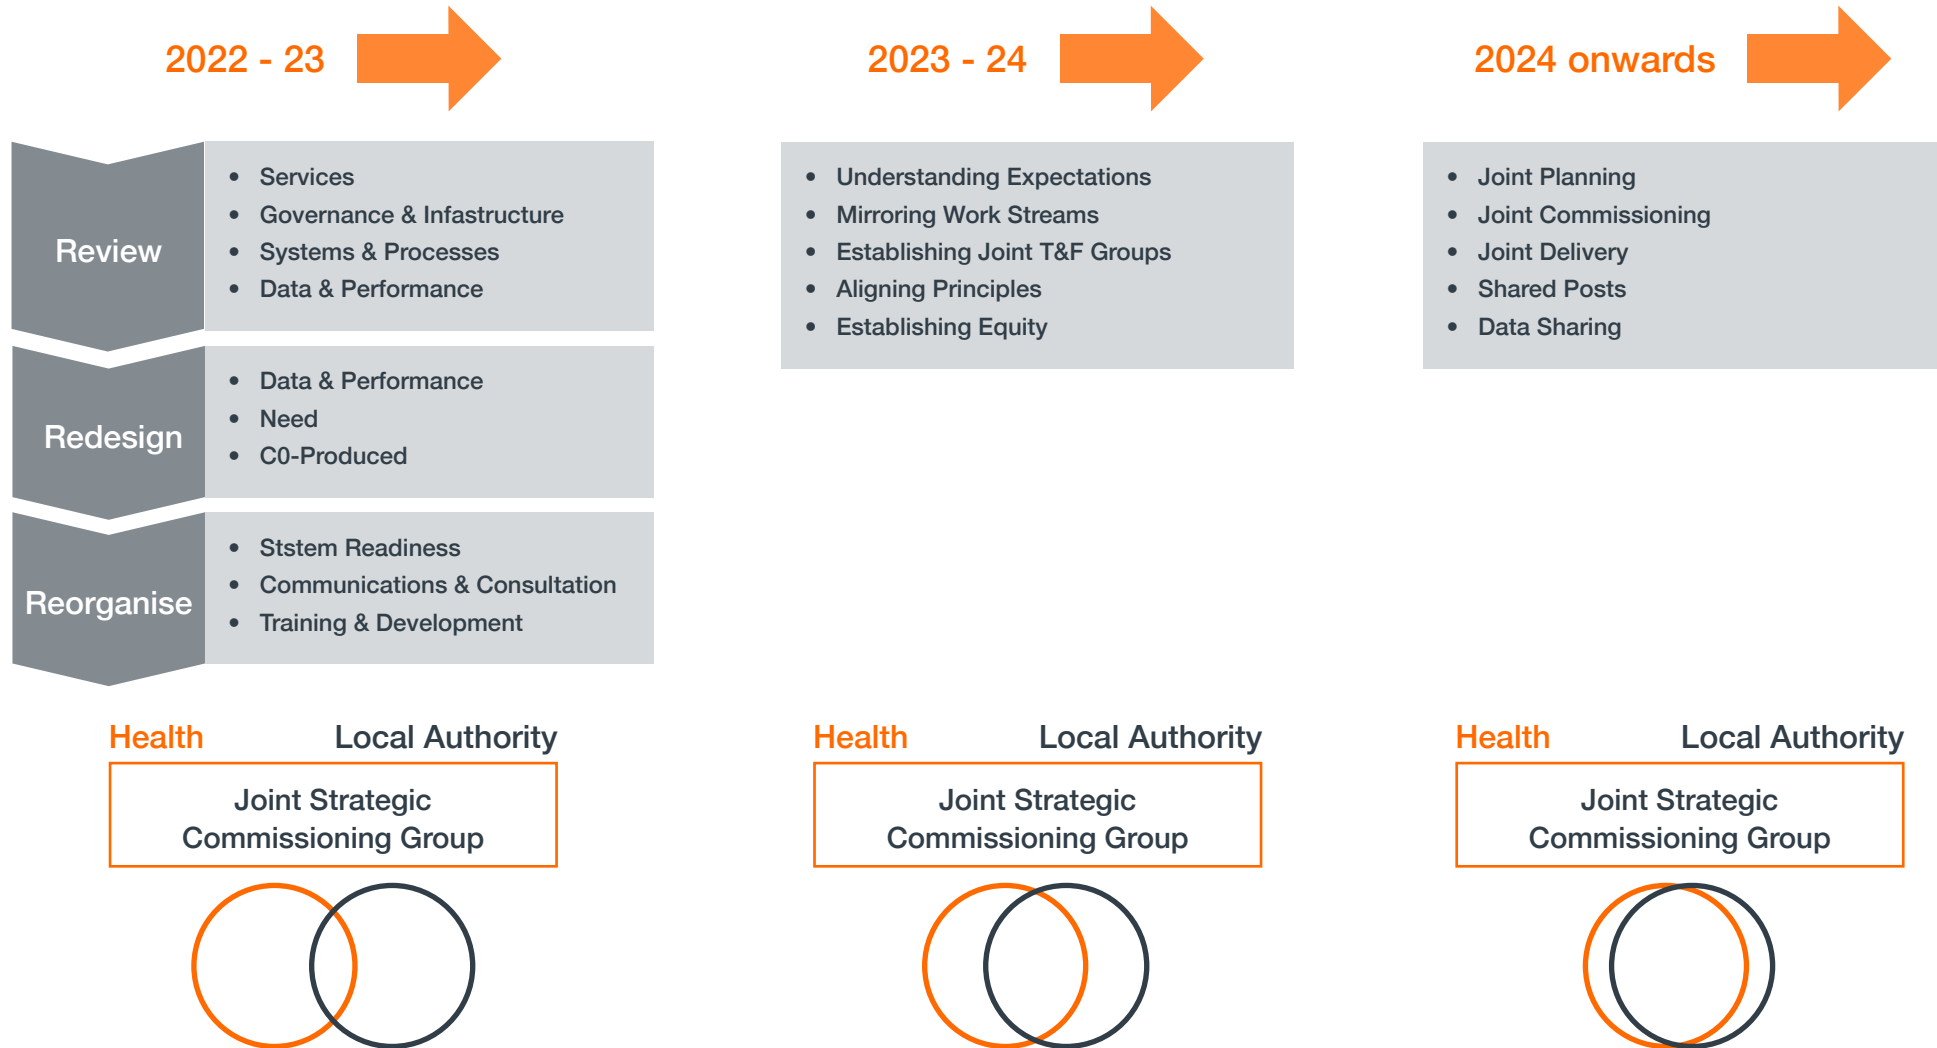 2022 - 23
2023 - 24
2024 onwards
Review
• Services
• Governance & Infastructure
• Systems & Processes
• Data & Performance
Redesign
• Data & Performance
• Need
• C0-Produced
Reorganise
• Ststem Readiness
• Communications & Consultation
• Training & Development
• Understanding Expectations
• Mirroring Work Streams
• Establishing Joint T&F Groups
• Aligning Principles
• Establishing Equity
• Joint Planning
• Joint Commissioning
• Joint Delivery
• Shared Posts
• Data Sharing
Health Local Authority
Joint Strategic
Commissioning Group
Health Local Authority
Joint Strategic
Commissioning Group
Health Local Authority
Joint Strategic
Commissioning Group